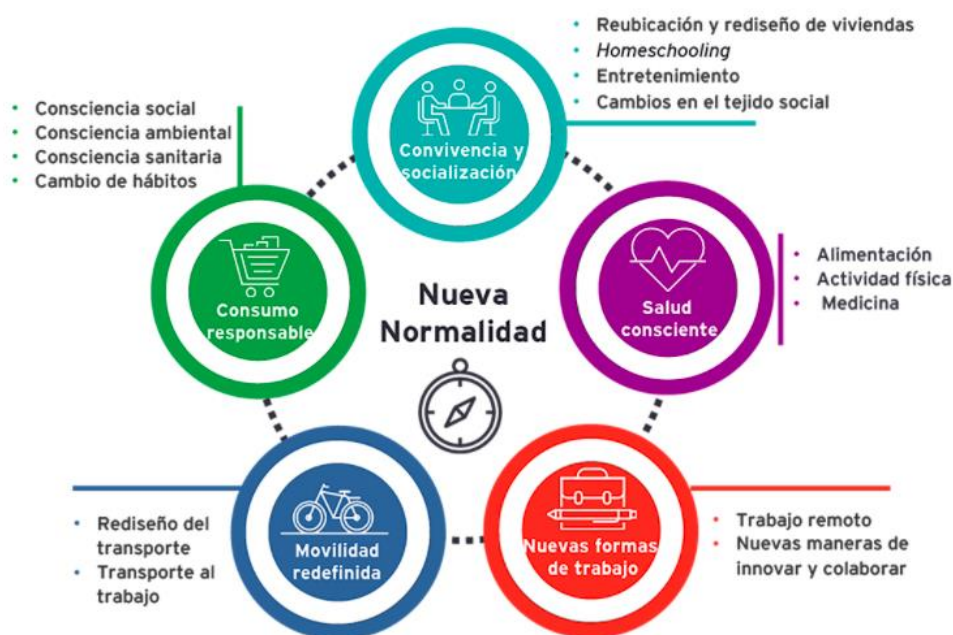 • Reubicación y rediseño de viviendas
• Homeschooling
• Entretenimiento
• Cambios en el tejido social
Convivencia y
socialización
• Consciencia social
• Consciencia ambiental
• Consciencia sanitaria
• Cambio de hábitos
Consumo
responsable
Nueva
Normalidad
Salud
consciente
• Alimentación
• Actividad física
• Medicina
Movilidad
redefinida
• Rediseño del
transporte
• Transporte al
trabajo
Nuevas formas
de trabajo
• Trabajo remoto
• Nuevas maneras de
innovar y colaborar